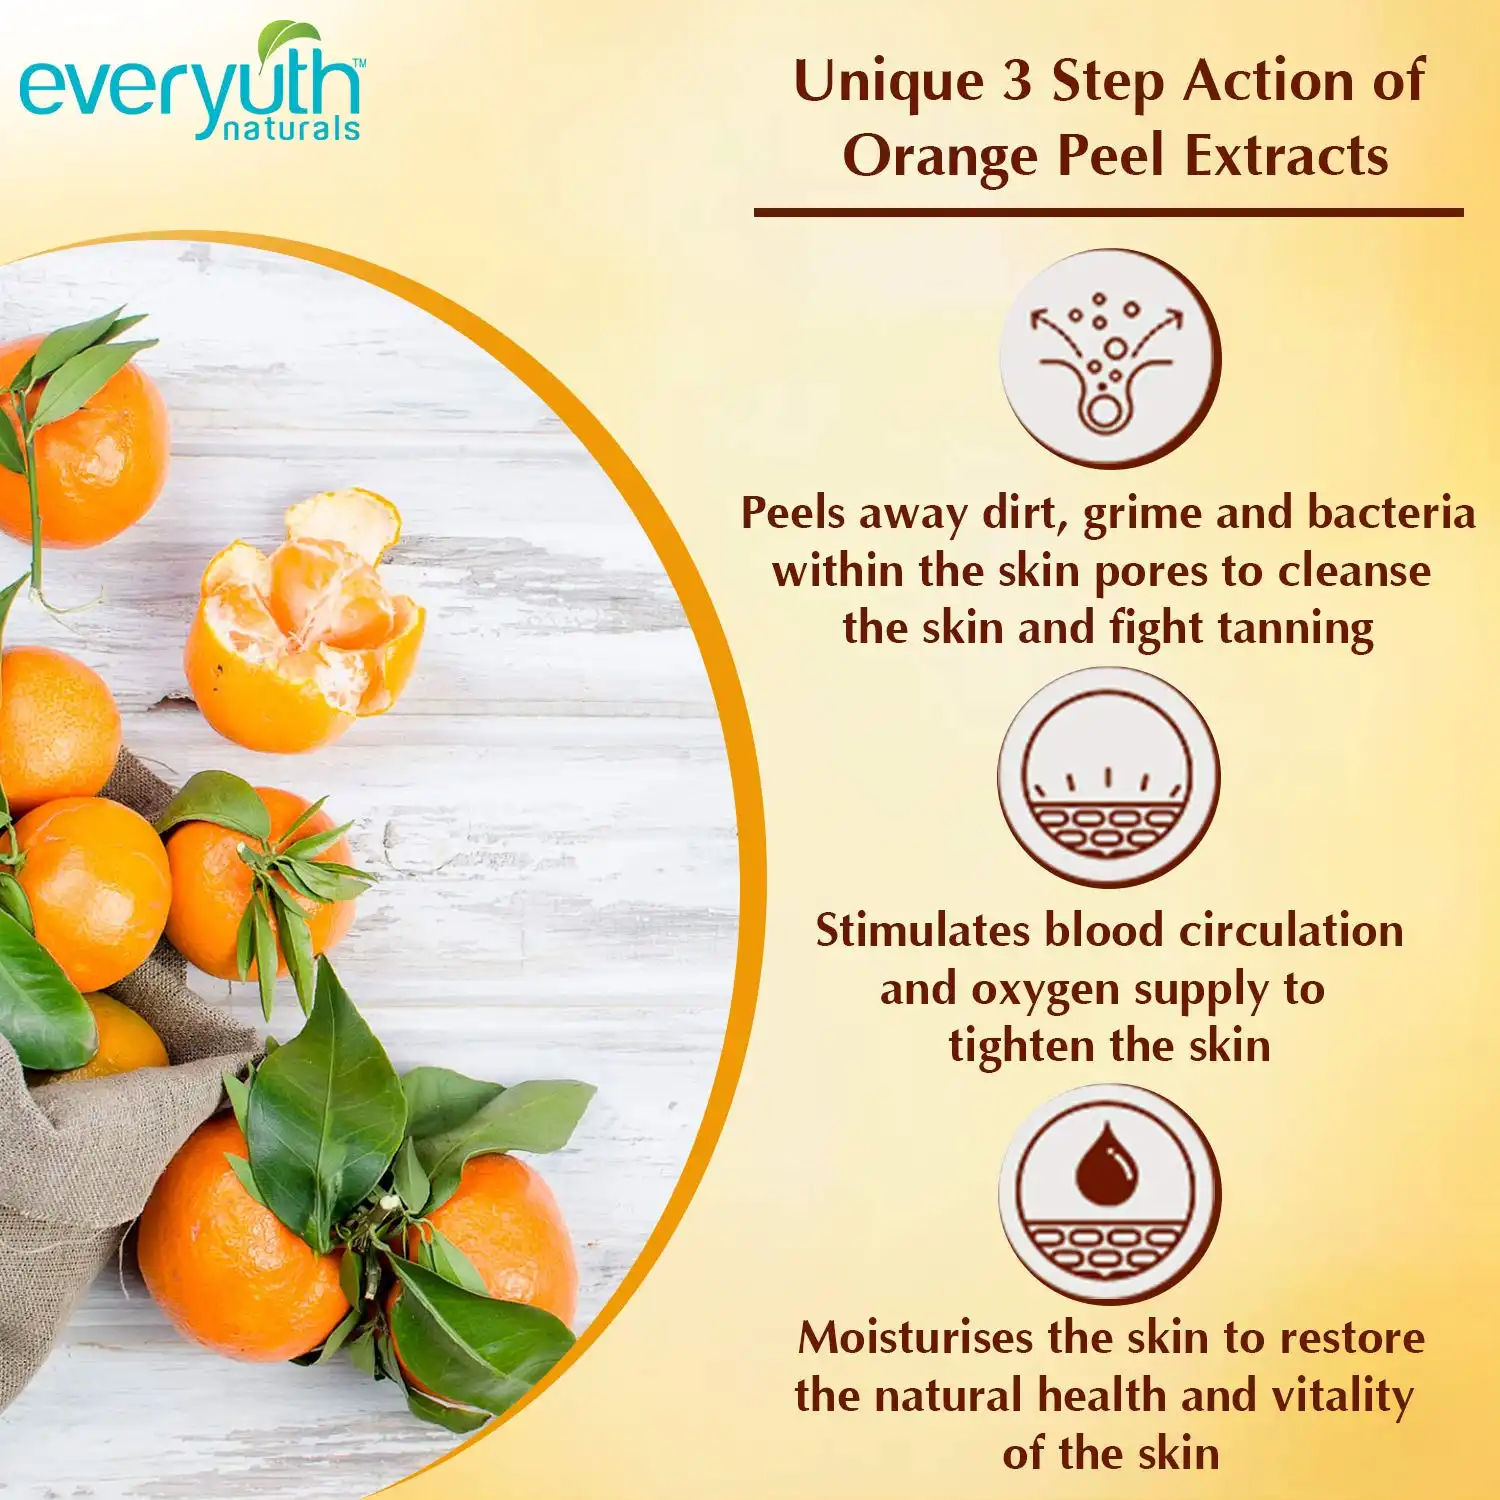 everyuth™
naturals
Unique 3 Step Action of
Orange Peel Extracts
Peels away dirt, grime and bacteria
within the skin pores to cleanse
the skin and fight tanning
Stimulates blood circulation
and oxygen supply to
tighten the skin
Moisturises the skin to restore
the natural health and vitality
of the skin